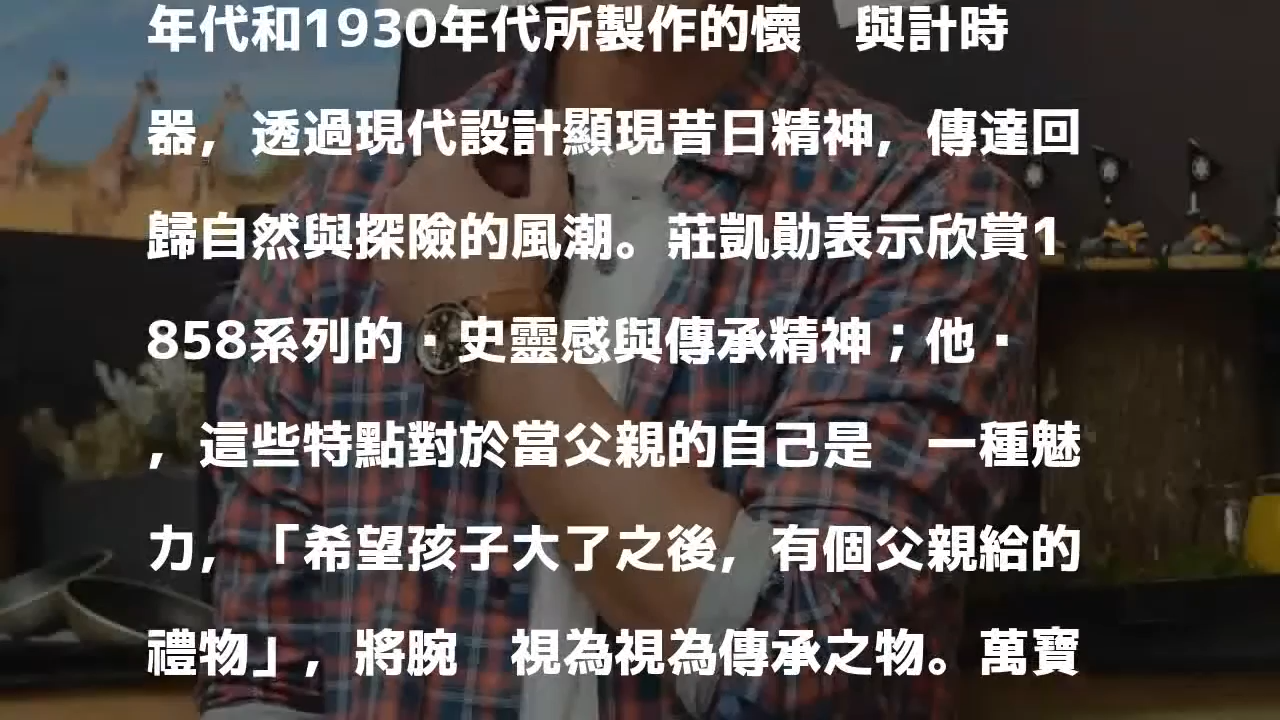 年代和1930年代所製作的懷　與計時
器，透過現代設計顯現昔日精神，傳達回
歸自然與探險的風潮。莊凱勛表示欣賞1
858系列的▪史靈感與傳承精神；他▪
，這些特點對於當父親的自己是　一種魅
力，「希望孩子大了之後，有個父親給的
禮物」，將腕　視為視為傳承之物。萬寶